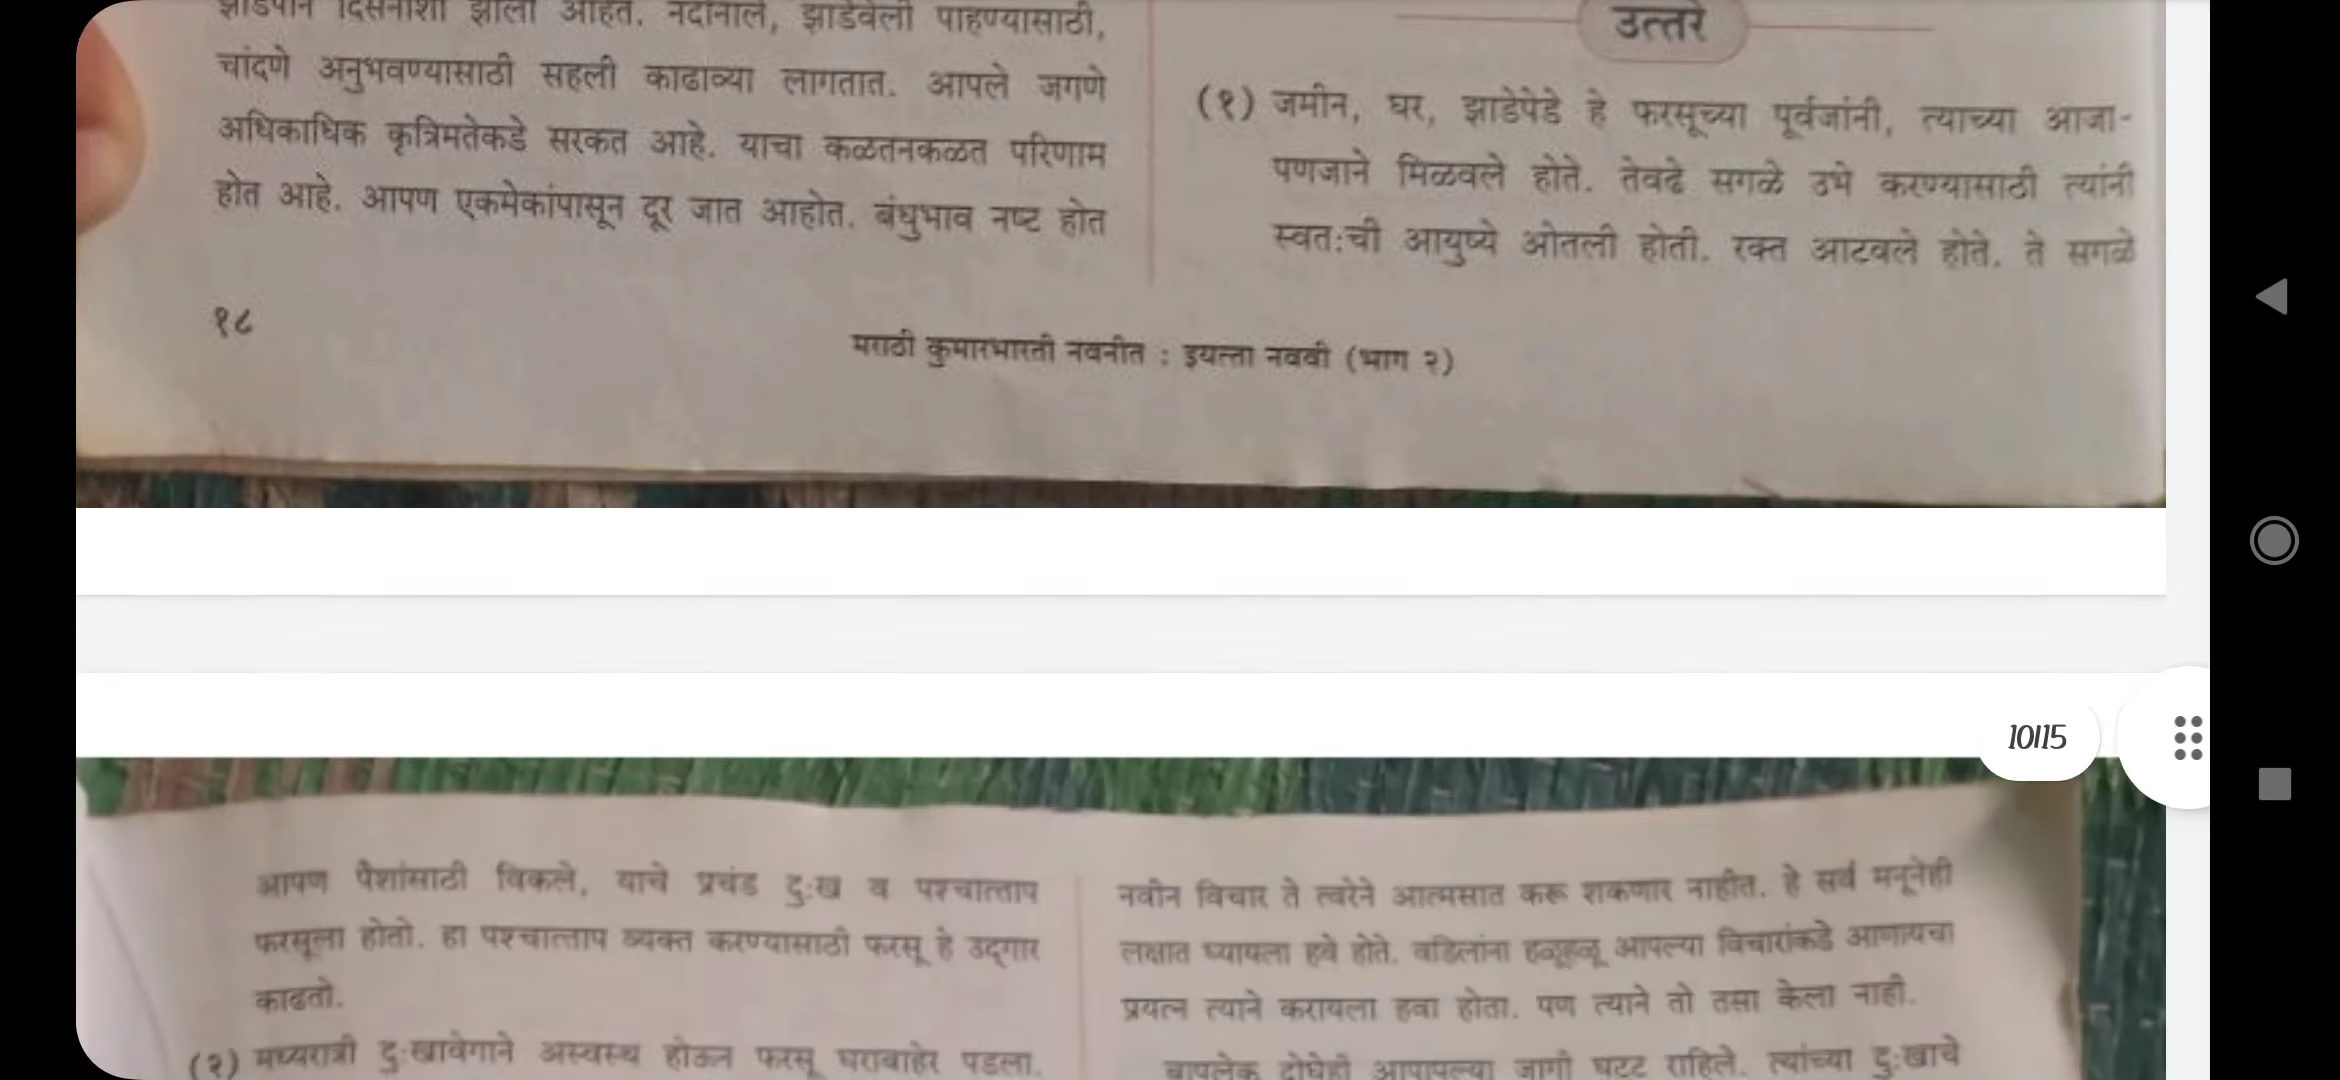 झाडेपाने दिसेनाशी झाली आहेत. नदीनाले, झाडेवेली पाहण्यासाठी,
चांदणे अनुभवण्यासाठी सहली काढाव्या लागतात. आपले जगणे
अधिकाधिक कृत्रिमतेकडे सरकत आहे. याचा कळतनकळत परिणाम
होत आहे. आपण एकमेकांपासून दूर जात आहोत. बंधुभाव नष्ट होत
उत्तरे
(१) जमीन, घर, झाडेपेडे हे फरसूच्या पूर्वजांनी, त्याच्या आजा-
पणजाने मिळवले होते. तेवढे सगळे उभे करण्यासाठी त्यांनी
स्वत:ची आयुष्ये ओतली होती. रक्त आटवले होते. ते सगळे
१८
मराठी कुमारभारती नवनीत : इयत्ता नववी (भाग २)
10/15
आपण पैशांसाठी विकले, याचे प्रचंड दु:ख व पश्चात्ताप
फरसूला होतो. हा पश्चात्ताप व्यक्त करण्यासाठी फरसू हे उद्गार
काढतो.
(२) मध्यरात्री दु:खावेगाने अस्वस्थ होऊन फरसू घराबाहेर पडला.
नवीन विचार ते त्वरेने आत्मसात करू शकणार नाहीत. हे सर्व मनूनेही
लक्षात घ्यायला हवे होते. वडिलांना हळूहळू आपल्या विचारांकडे आणायचा
प्रयत्न त्याने करायला हवा होता. पण त्याने तो तसा केला नाही.
बापलेक दोघेही आपापल्या जागी घट्ट राहिले. त्यांच्या दु:खाचे